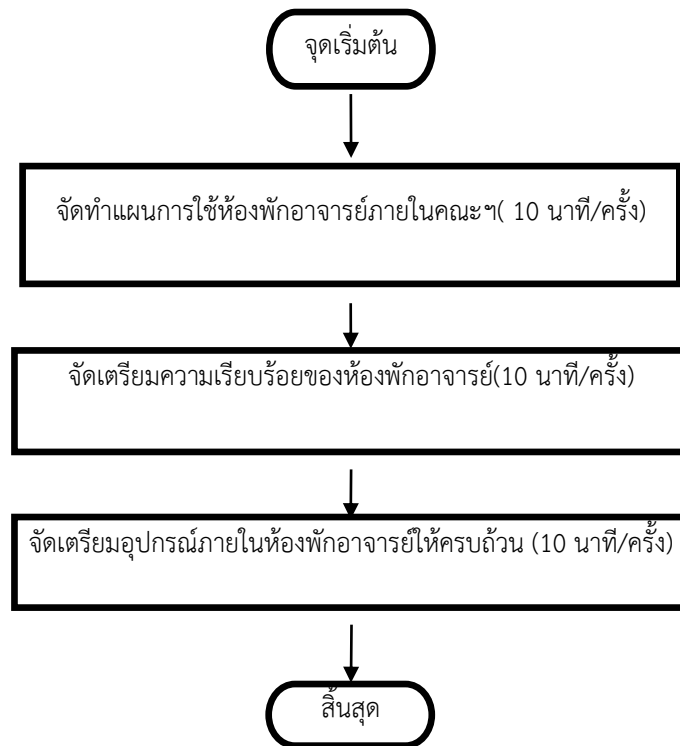 จุดเริ่มต้น
จัดทำแผนการใช้ห้องพักอาจารย์ภายในคณะฯ( 10 นาที/ครั้ง)
จัดเตรียมความเรียบร้อยของห้องพักอาจารย์(10 นาที/ครั้ง)
จัดเตรียมอุปกรณ์ภายในห้องพักอาจารย์ให้ครบถ้วน (10 นาที/ครั้ง)
สิ้นสุด